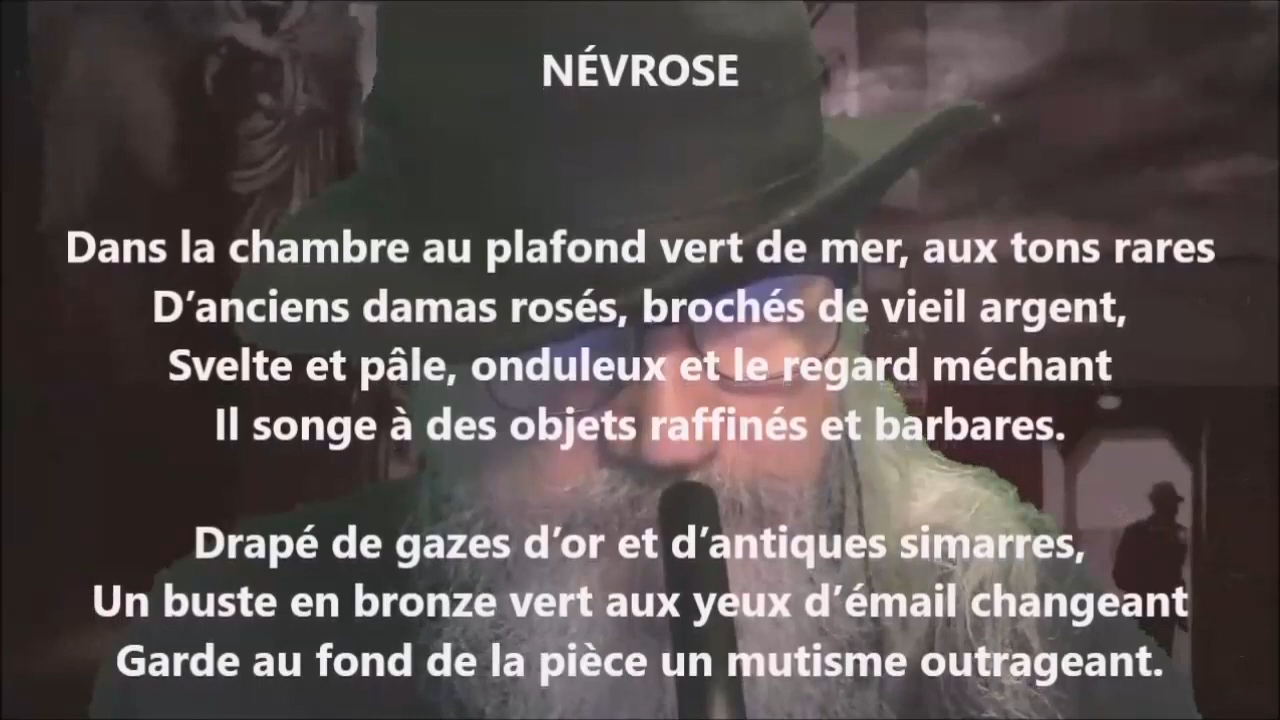 NÉVROSE
Dans la chambre au plafond vert de mer, aux tons rares
D’anciens damas rosés, brochés de vieil argent,
Svelte et pâle, onduleux et le regard méchant
Il songe à des objets raffinés et barbares.
Drapé de gazes d’or et d’antiques simarres,
Un buste en bronze vert aux yeux d’émail changeant
Garde au fond de la pièce un mutisme outrageant.